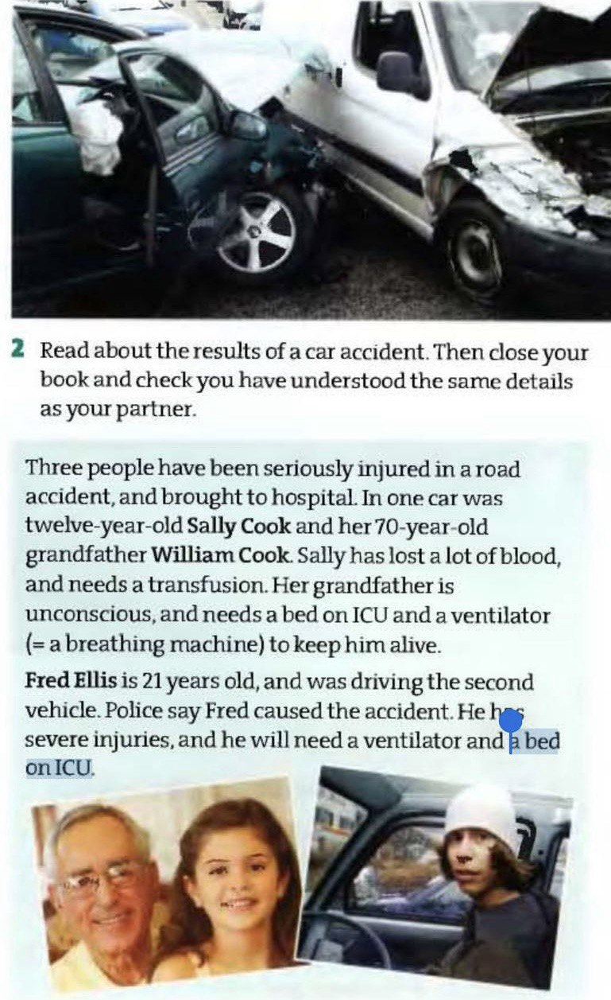 2 Read about the results of a car accident. Then close your
book and check you have understood the same details
as your partner.
Three people have been seriously injured in a road
accident, and brought to hospital. In one car was
twelve-year-old Sally Cook and her 70-year-old
grandfather William Cook. Sally has lost a lot of blood,
and needs a transfusion. Her grandfather is
unconscious, and needs a bed on ICU and a ventilator
(= a breathing machine) to keep him alive.
Fred Ellis is 21 years old, and was driving the second
vehicle. Police say Fred caused the accident. He has
severe injuries, and he will need a ventilator and a bed
on ICU.